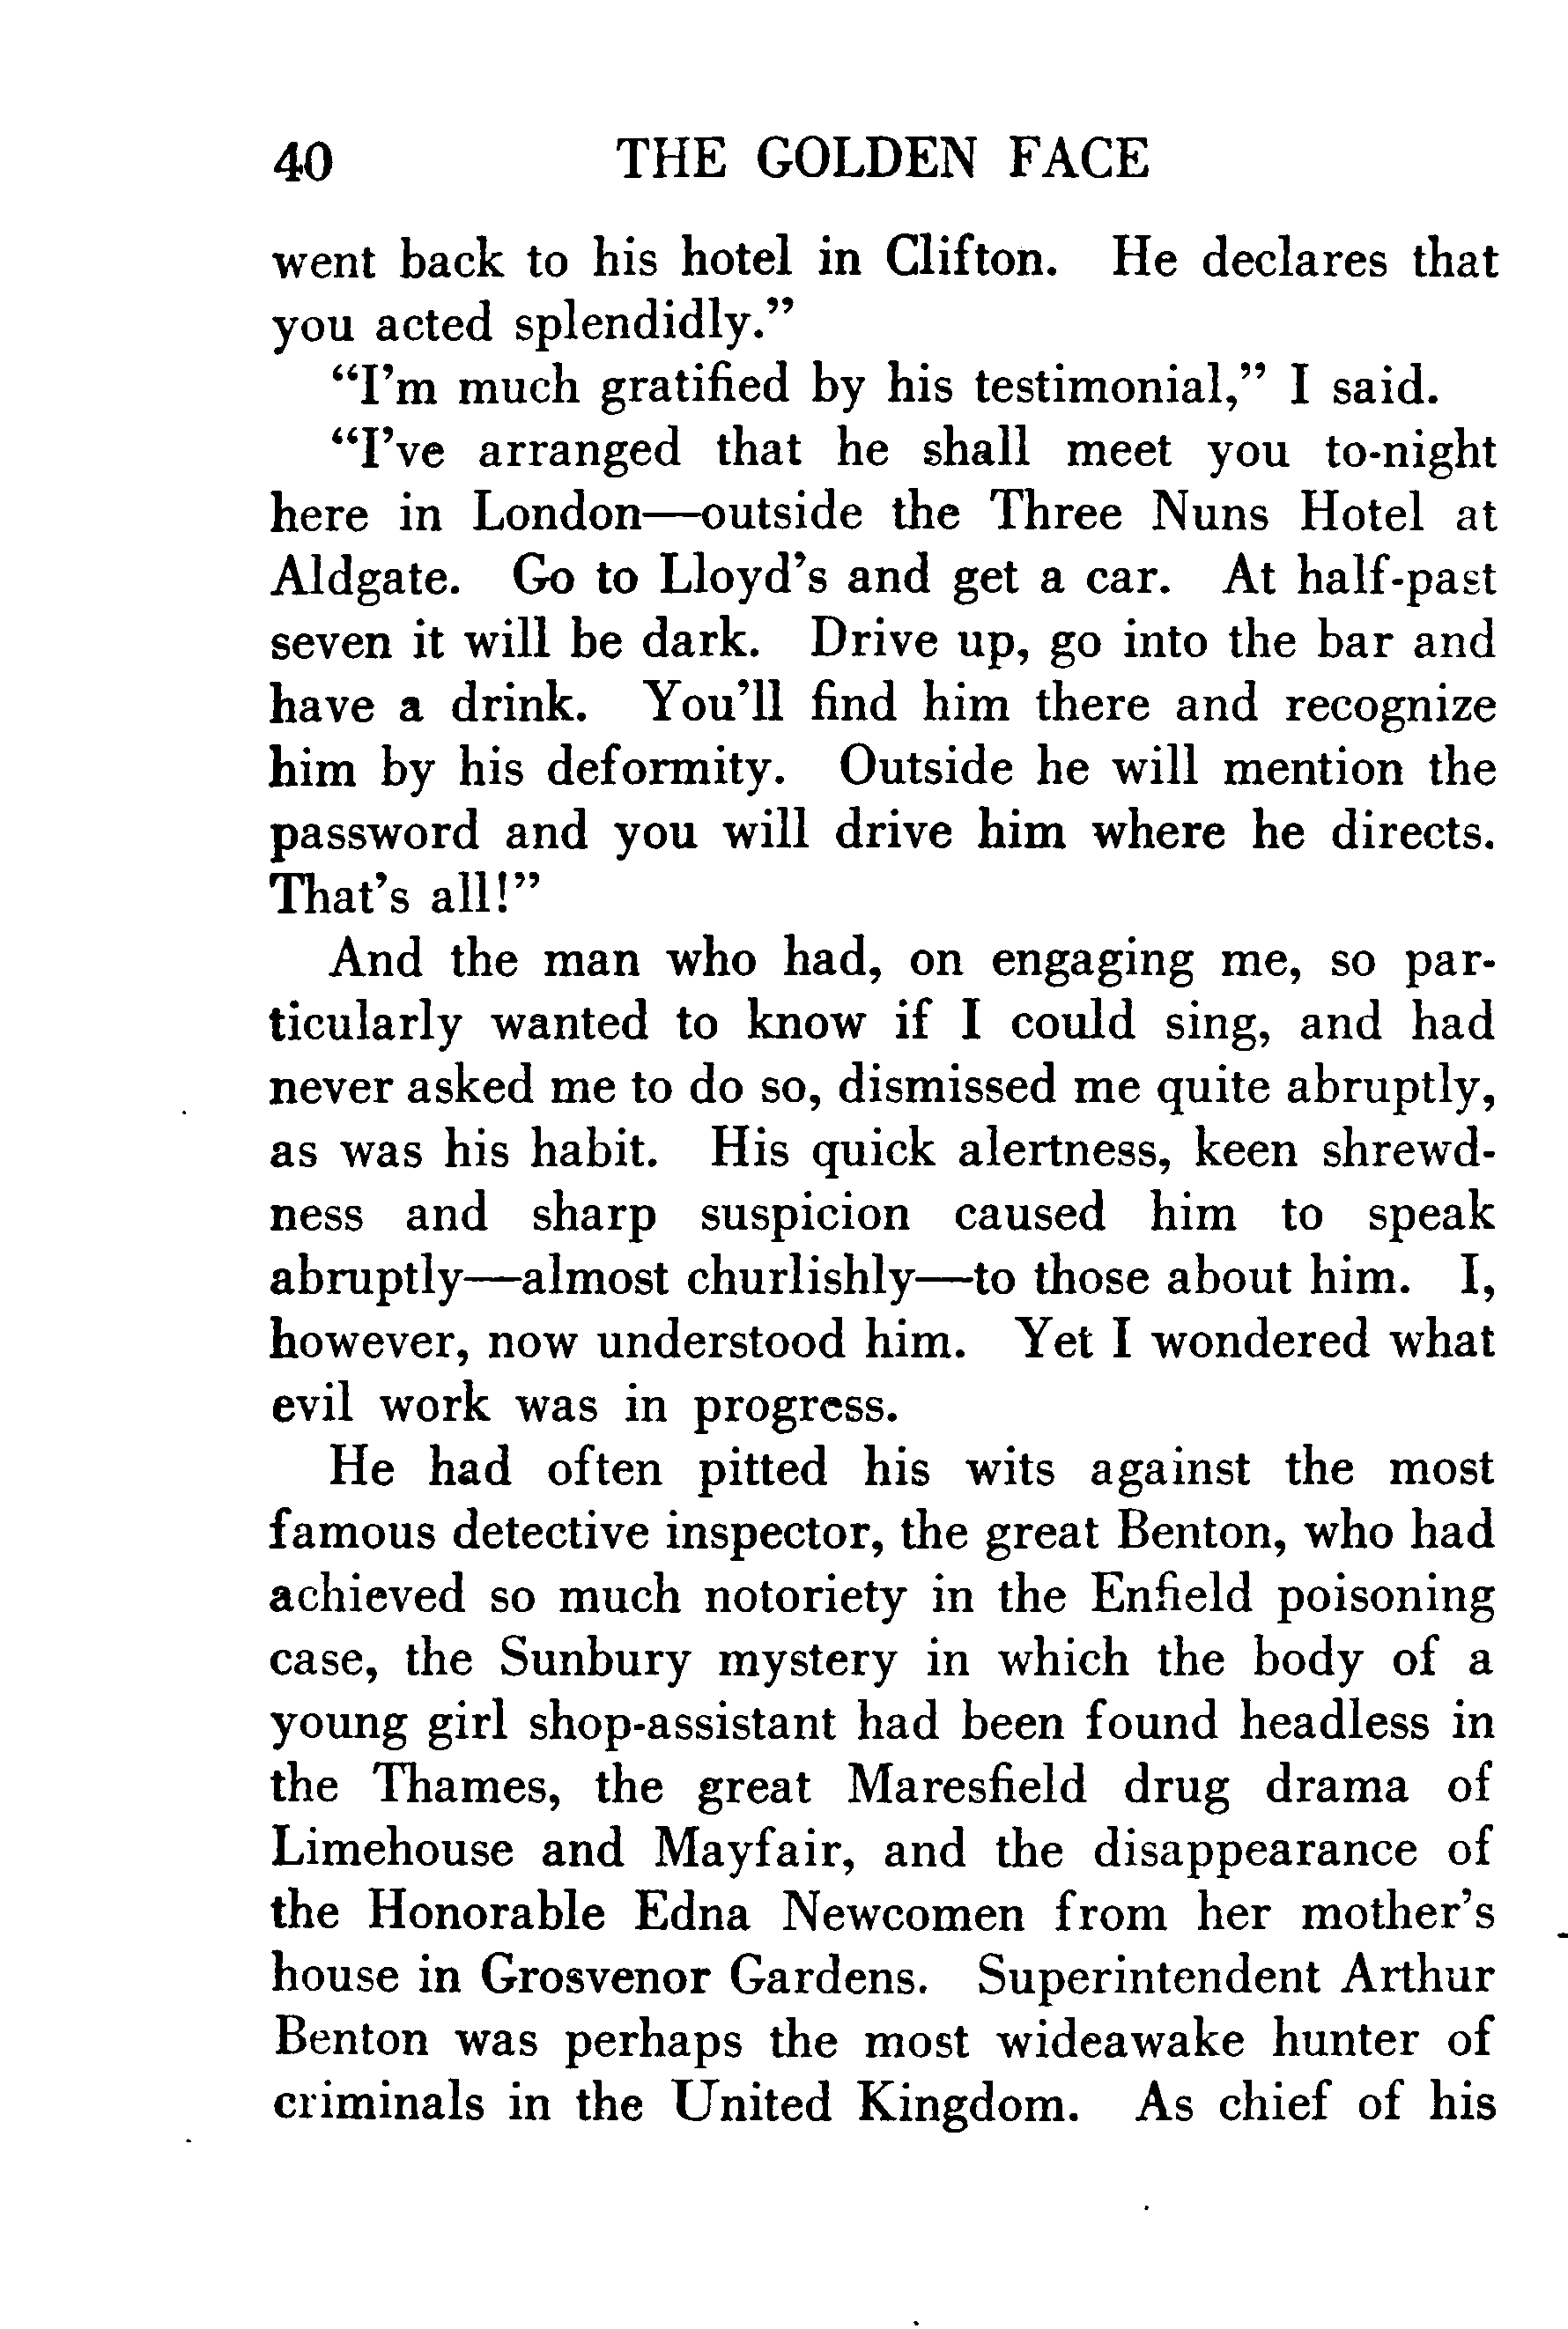 40 THE GOLDEN FACE
went back to his hotel in Clifton. He declares that
you acted splendidly.”
“I’m much gratified by his testimonial,” I said.
“I’ve arranged that he shall meet you to-night
here in London—outside the Three Nuns Hotel at
Aldgate. Go to Lloyd’s and get a car. At half-past
seven it will be dark. Drive up, go into the bar and
have a drink. You’ll find him there and recognize
him by his deformity. Outside he will mention the
password and you will drive him where he directs.
That’s all!”
And the man who had, on engaging me, so par-
ticularly wanted to know if I could sing, and had
never asked me to do so, dismissed me quite abruptly,
as was his habit. His quick alertness, keen shrewd-
ness and sharp suspicion caused him to speak
abruptly—almost churlishly—to those about him. I,
however, now understood him. Yet I wondered what
evil work was in progress.
He had often pitted his wits against the most
famous detective inspector, the great Benton, who had
achieved so much notoriety in the Enfield poisoning
case, the Sunbury mystery in which the body of a
young girl shop-assistant had been found headless in
the Thames, the great Maresfield drug drama of
Limehouse and Mayfair, and the disappearance of
the Honorable Edna Newcomen from her mother’s
house in Grosvenor Gardens. Superintendent Arthur
Benton was perhaps the most wideawake hunter of
criminals in the United Kingdom. As chief of his